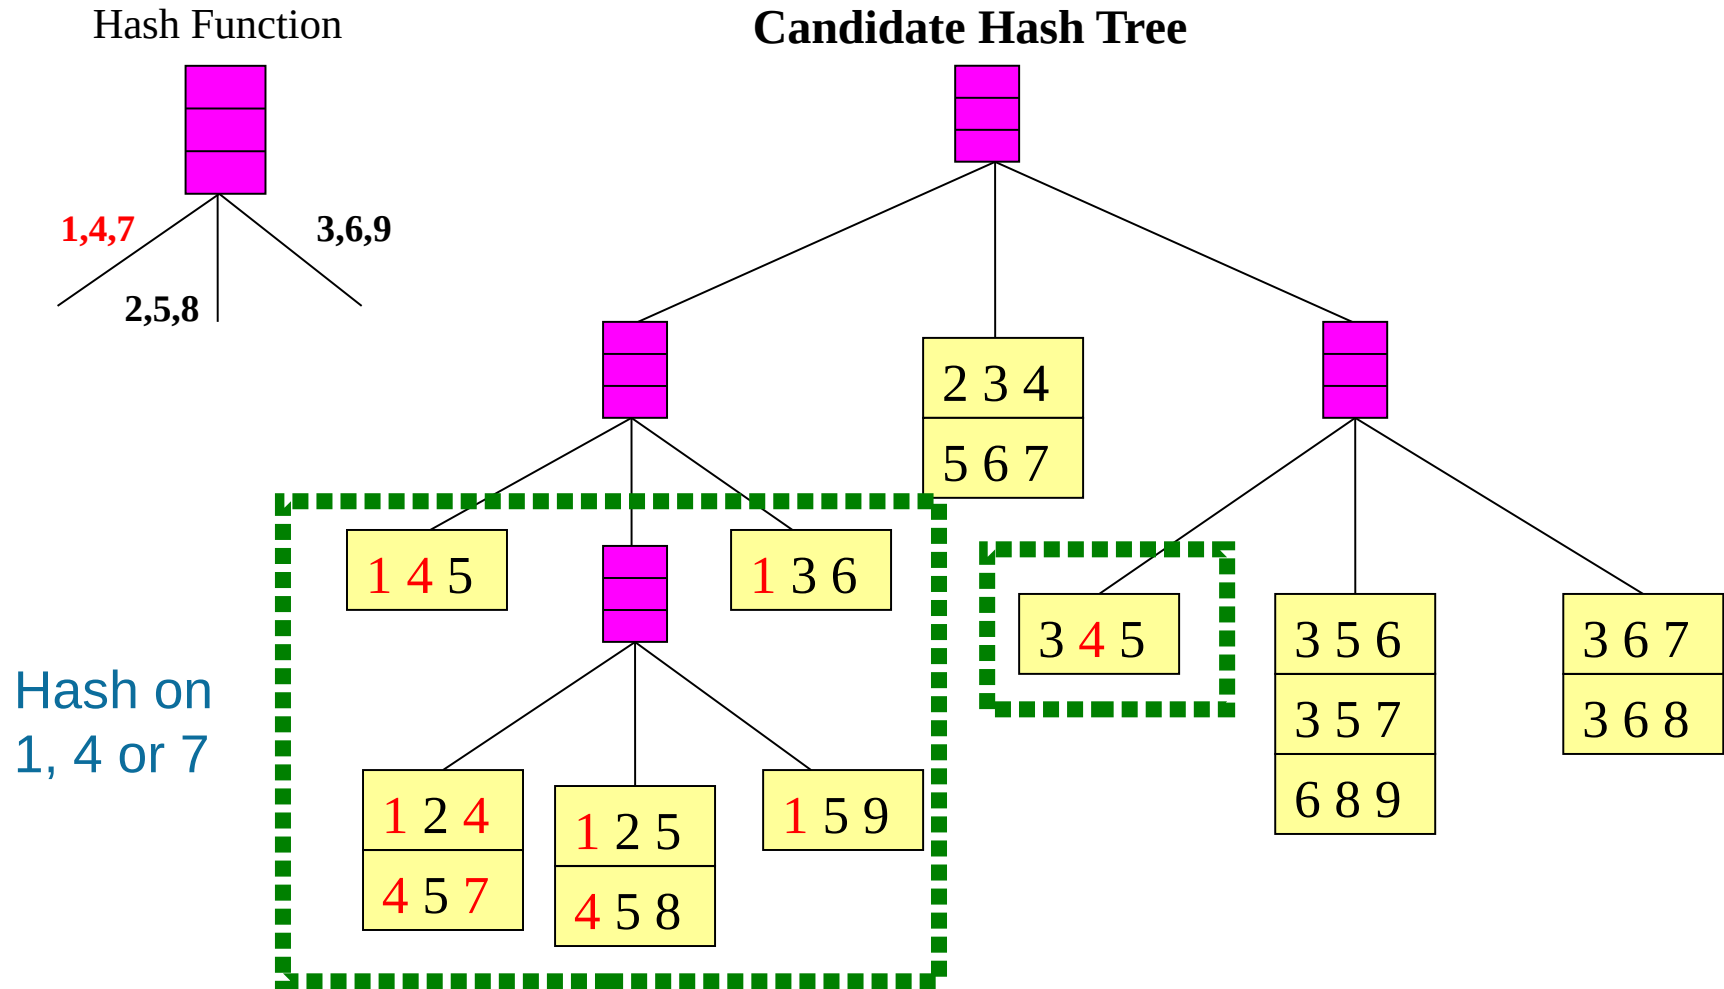 Hash Function
Candidate Hash Tree
1,4,7
3,6,9
2,5,8
2 3 4
5 6 7
1 4 5
1 3 6
3 4 5
3 5 6
3 6 7
3 5 7
3 6 8
6 8 9
Hash on
1, 4 or 7
1 2 4
1 2 5
1 5 9
4 5 7
4 5 8